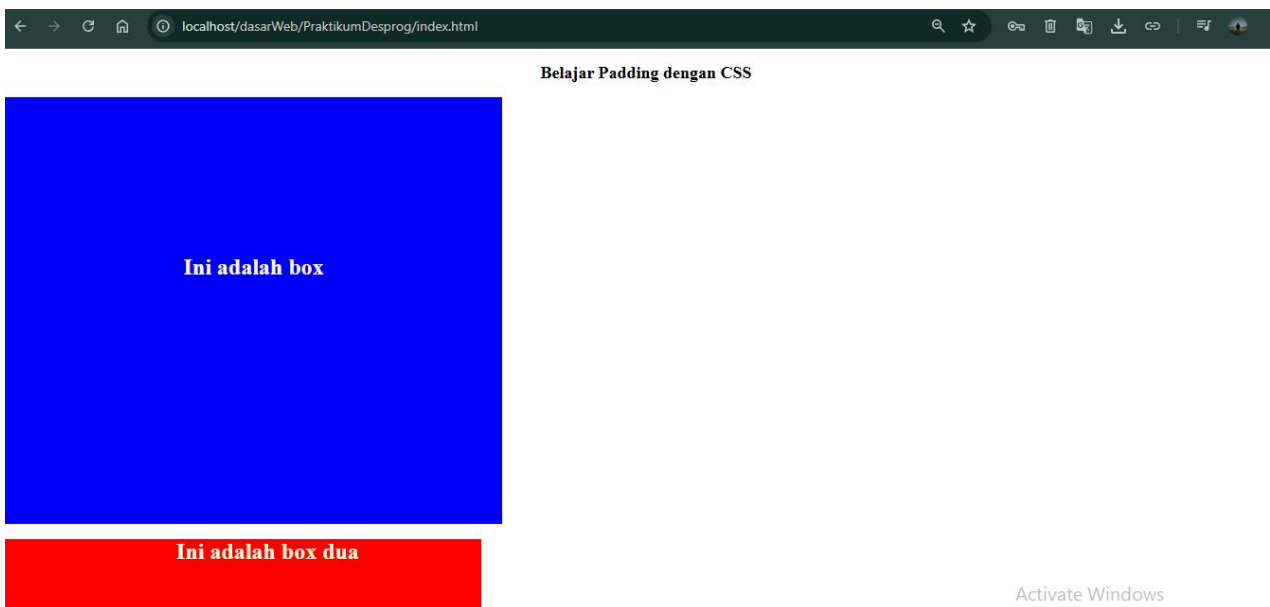 localhost/dasarWeb/PraktikumDesprog/index.html
Belajar Padding dengan CSS
Ini adalah box
Ini adalah box dua
Activate Windows